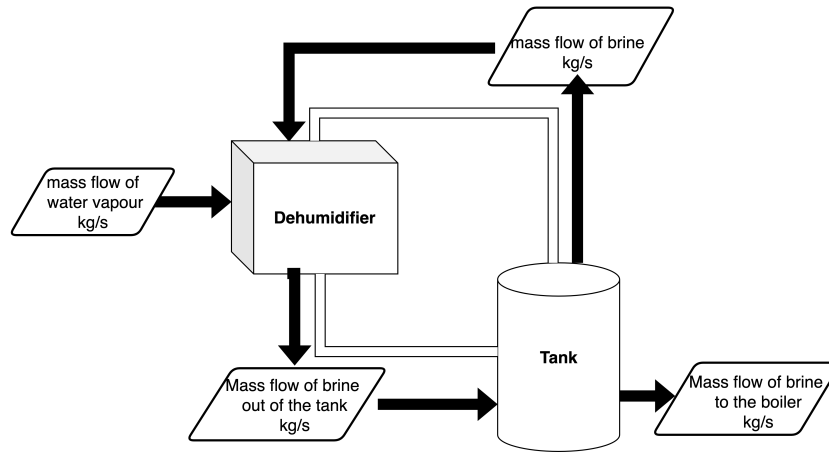 mass flow of brine
kg/s
mass flow of
water vapour
kg/s
Dehumidifier
Mass flow of brine
out of the tank
kg/s
Tank
Mass flow of brine
to the boiler
kg/s